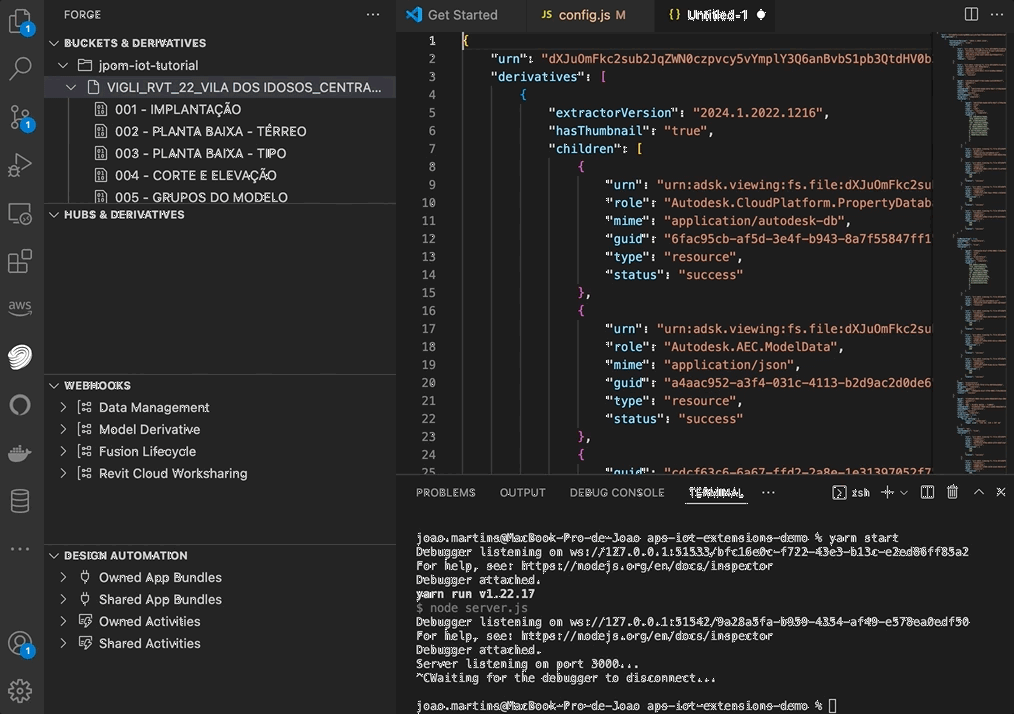 FORGE
BUCKETS & DERIVATIVES
jpom-iot-tutorial
VIGLI_RVT_22_VILA DOS IDOSOS_CENTRA...
001 - IMPLANTAÇÃO
002 - PLANTA BAIXA - TÉRREO
003 - PLANTA BAIXA - TIPO
004 - CORTE E ELEVAÇÃO
005 - GRUPOS DO MODELO
HUBS & DERIVATIVES
WEBHOOKS
Data Management
Model Derivative
Fusion Lifecycle
Revit Cloud Worksharing
DESIGN AUTOMATION
Owned App Bundles
Shared App Bundles
Owned Activities
Shared Activities
aws
1
1
1
Get Started
JS config.js M
{} Untitled-1
1 {
2 "urn": "dXJuOmFkc2sub2JqZWN0czpvcy5vYmplY3Q6anBvbS1pb3QtdHV0b
3 "derivatives": [
4 {
5 "extractorVersion": "2024.1.2022.1216",
6 "hasThumbnail": "true",
7 "children": [
8 {
9 "urn": "urn:adsk.viewing:fs.file:dXJuOmFkc2su
10 "role": "Autodesk.CloudPlatform.PropertyDatab
11 "mime": "application/autodesk-db",
12 "guid": "6fac95cb-af5d-3e4f-b943-8a7f55847ff1
13 "type": "resource",
14 "status": "success"
15 },
16 {
17 "urn": "urn:adsk.viewing:fs.file:dXJuOmFkc2su
18 "role": "Autodesk.AEC.ModelData",
19 "mime": "application/json",
20 "guid": "a4aac952-a3f4-031c-4113-b2d9ac2d0de6
21 "type": "resource",
22 "status": "success"
23 },
24 {
25 "guid": "cdcf63c6-6a67-ffd2-2a8e-1e31397052f7
PROBLEMS OUTPUT DEBUG CONSOLE TERMINAL ... zsh
joao.martins@MacBook-Pro-de-Joao aps-iot-extensions-demo % yarn start
Debugger listening on ws://127.0.0.1:51533/bfc16e0c-f722-43e3-b13c-e2ed86ff85a2
For help, see: https://nodejs.org/en/docs/inspector
Debugger attached.
yarn run v1.22.17
$ node server.js
Debugger listening on ws://127.0.0.1:51542/9a28a5fa-b959-4354-af49-e578ea0edf50
For help, see: https://nodejs.org/en/docs/inspector
Debugger attached.
Server listening on port 3000...
^CWaiting for the debugger to disconnect...
joao.martins@MacBook-Pro-de-Joao aps-iot-extensions-demo %